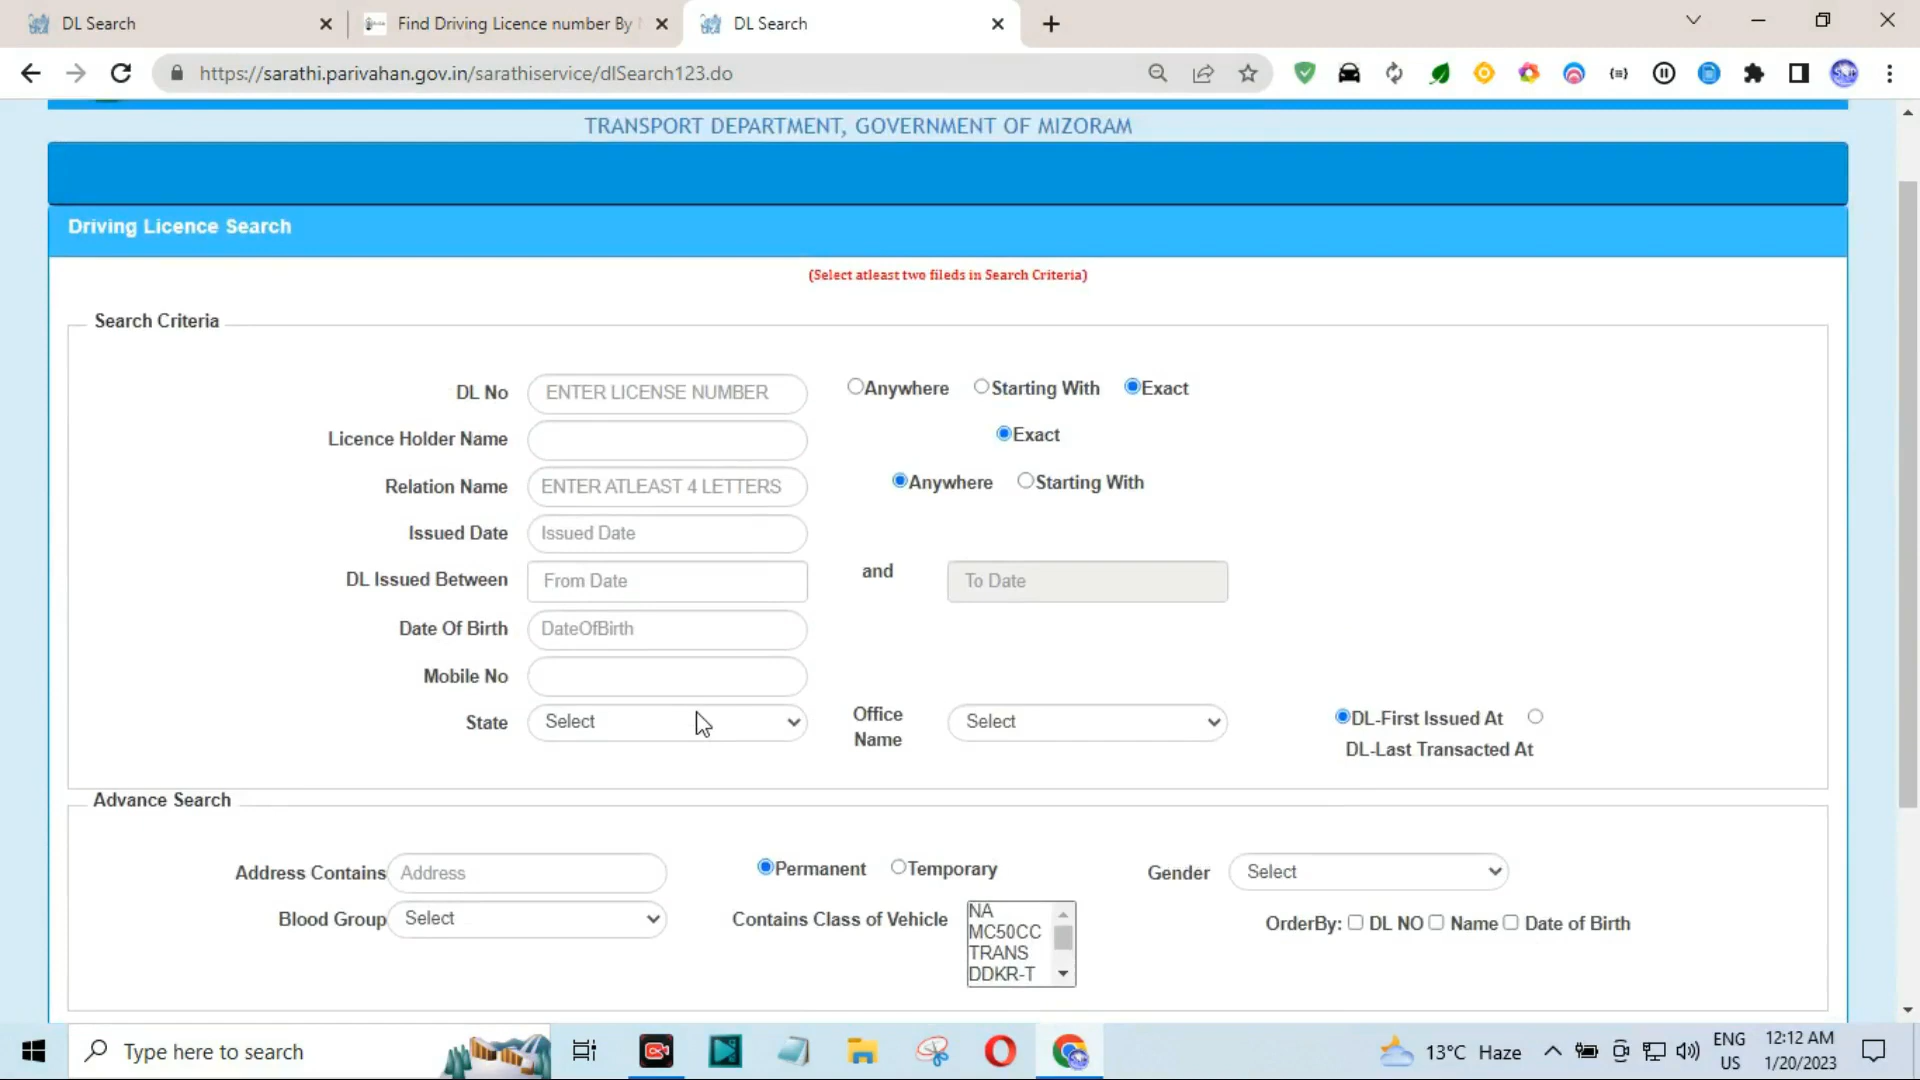 DL Search
Find Driving Licence number By
DL Search
https://sarathi.parivahan.gov.in/sarathiservice/dlSearch123.do
TRANSPORT DEPARTMENT, GOVERNMENT OF MIZORAM
Driving Licence Search
(Select atleast two fileds in Search Criteria)
Search Criteria
DL No ENTER LICENSE NUMBER Anywhere Starting With Exact
Licence Holder Name Exact
Relation Name ENTER ATLEAST 4 LETTERS Anywhere Starting With
Issued Date Issued Date
DL Issued Between From Date and To Date
Date Of Birth DateOfBirth
Mobile No
State Select Office Name Select DL-First Issued At
DL-Last Transacted At
Advance Search
Address Contains Address Permanent Temporary Gender Select
Blood Group Select Contains Class of Vehicle NA
MC50CC
TRANS
DDKR-T
OrderBy: DL NO Name Date of Birth
Type here to search
13°C Haze
ENG
US
12:12 AM
1/20/2023